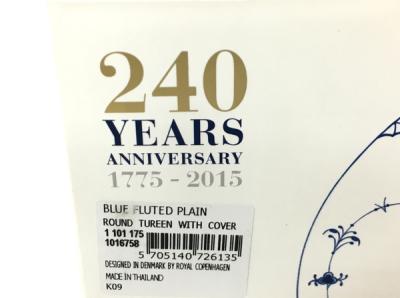 240
YEARS
ANNIVERSARY
1775 - 2015
BLUE FLUTED PLAIN
ROUND TUREEN WITH COVER
1 101 175
1016758
5 705140 726135
DESIGNED IN DENMARK BY ROYAL COPENHAGEN
MADE IN THAILAND
K09